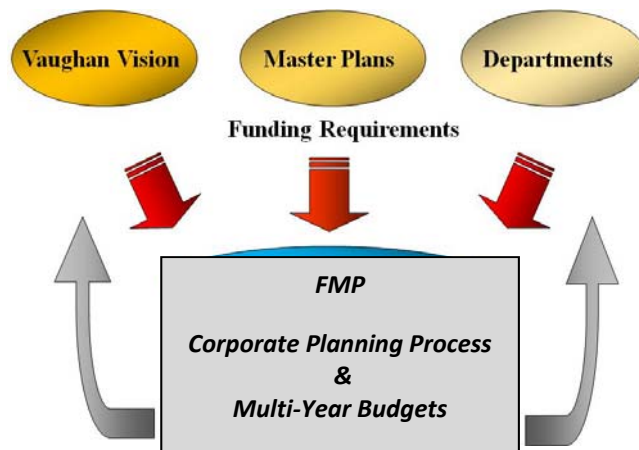 Vaughan Vision
Master Plans
Departments
Funding Requirements
FMP
Corporate Planning Process
&
Multi-Year Budgets